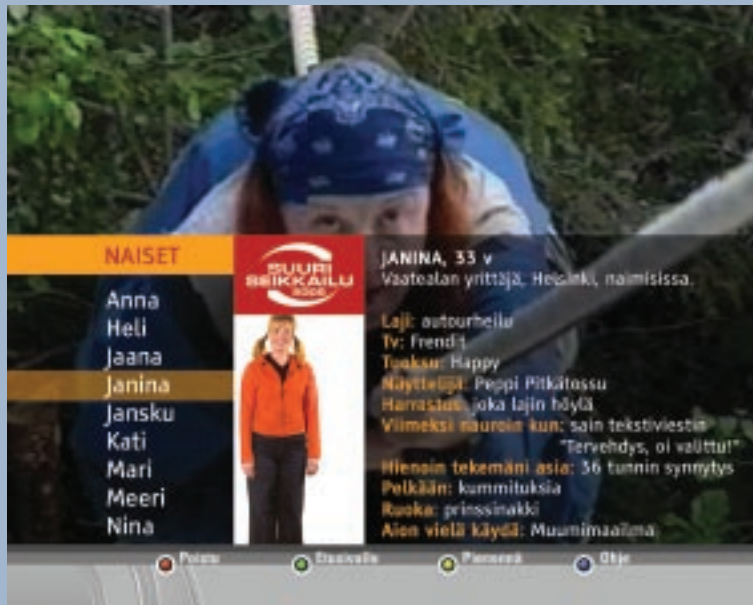 NAISET
Anna
Heli
Jaana
Janina
Jansku
Kati
Mari
Meeri
Nina
SUURI
SEIKKAILU
JANINA, 33 v
Vaatealan yrittäjä, Helsinki, naimisissa.
Laji: autourheilu
Tv: Frendit
Tuoksu: Happy
Näyttelijä: Peppi Pitkätossu
Harrastus: joka lajin höylä
Viimeksi nauroin kun: sain tekstiviestin
"Tervehdys, oi valittu!"
Hienoin tekemäni asia: 36 tunnin synnytys
Pelkään: kummituksia
Ruoka: prinssinakki
Aion vielä käydä: Muumimaailma
Poistu
Etusivulle
Pienennä
Ohje